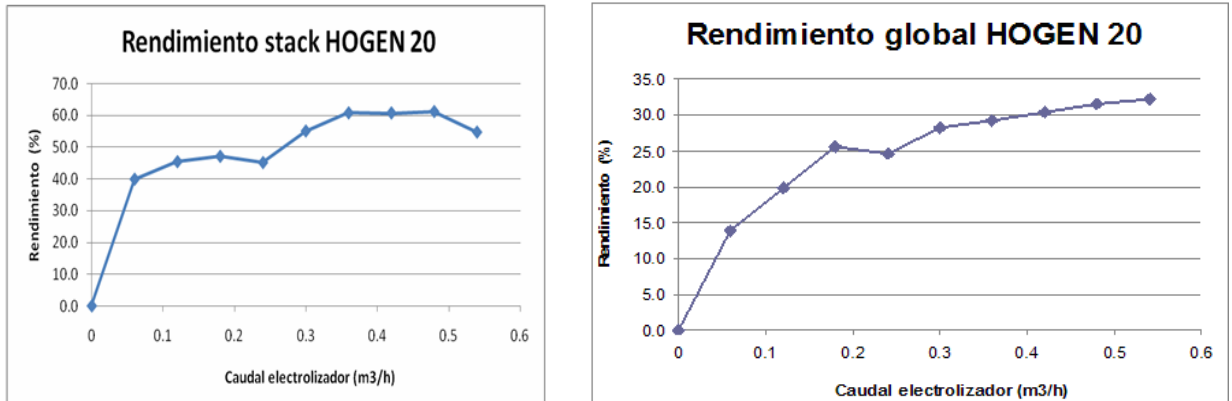 Rendimiento stack HOGEN 20
Rendimiento (%)
70.0
60.0
50.0
40.0
30.0
20.0
10.0
0.0
0 0.1 0.2 0.3 0.4 0.5 0.6
Caudal electrolizador (m3/h)
Rendimiento global HOGEN 20
Rendimiento (%)
35.0
30.0
25.0
20.0
15.0
10.0
5.0
0.0
0 0.1 0.2 0.3 0.4 0.5 0.6
Caudal electrolizador (m3/h)